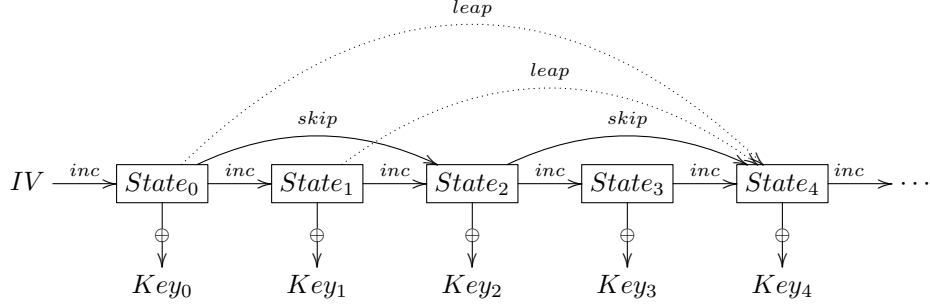 leap
leap
skip skip
IV inc State₀ inc State₁ inc State₂ inc State₃ inc State₄ inc ···
⊕ ⊕ ⊕ ⊕ ⊕
Key₀ Key₁ Key₂ Key₃ Key₄